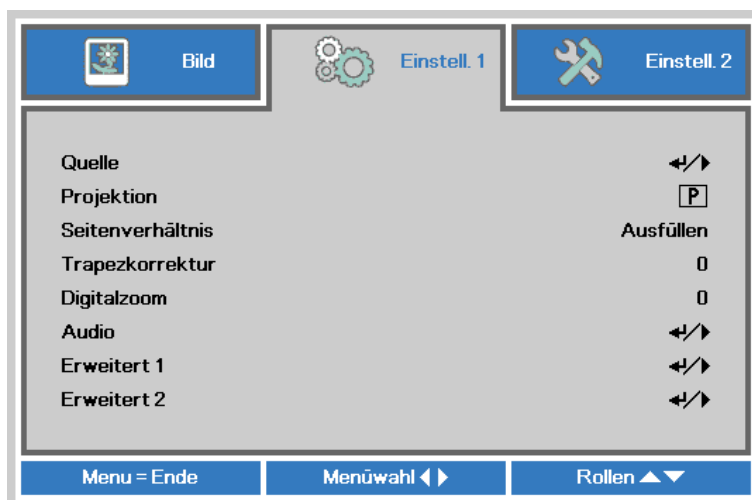 Bild
Einstell. 1
Einstell. 2
Quelle ↵/▶
Projektion P
Seitenverhältnis Ausfüllen
Trapezkorrektur 0
Digitalzoom 0
Audio ↵/▶
Erweitert 1 ↵/▶
Erweitert 2 ↵/▶
Menu = Ende
Menüwahl ◀ ▶
Rollen ▲▼